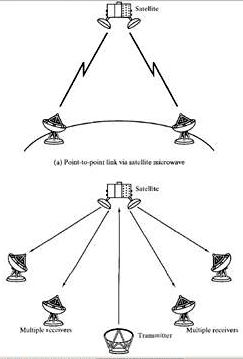 Satellite
(a) Point-to-point link via satellite microwave
Satellite
Multiple receivers
Transmitter
Multiple receivers